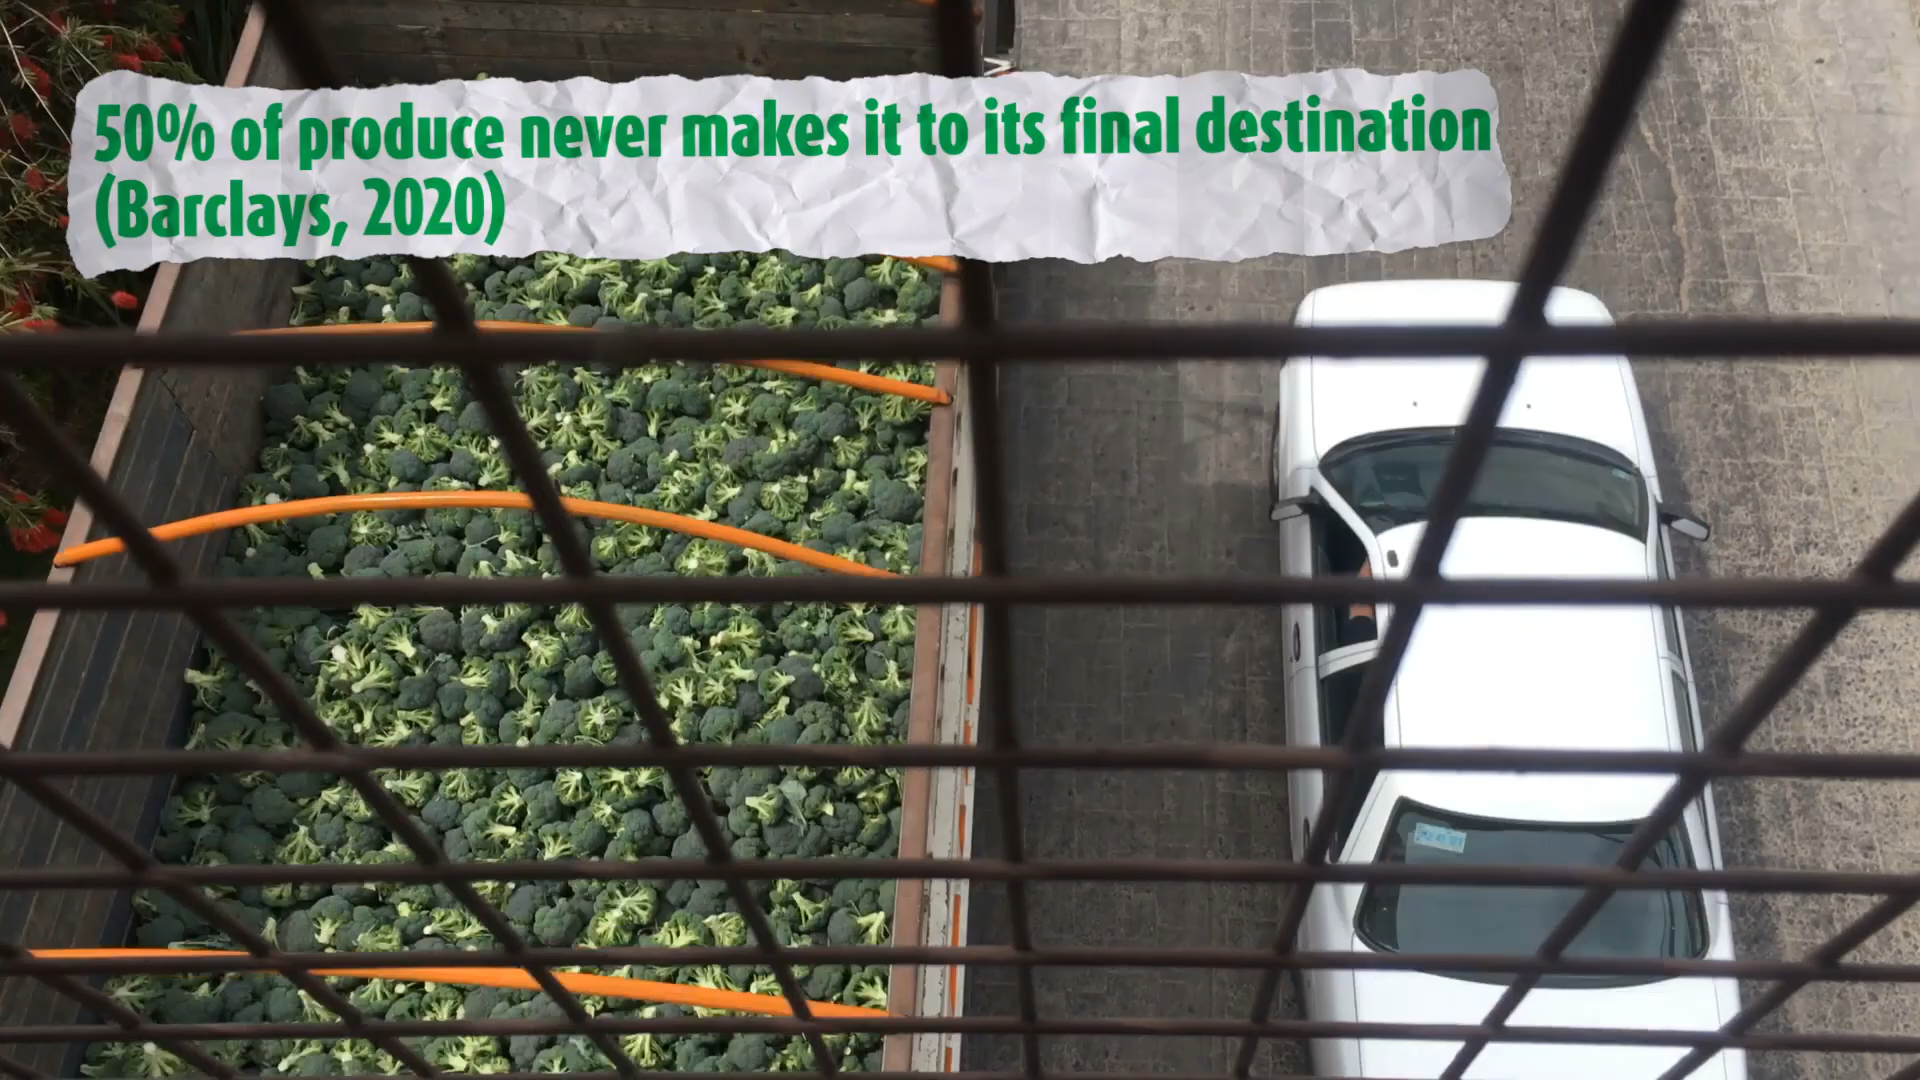 50% of produce never makes it to its final destination
(Barclays, 2020)